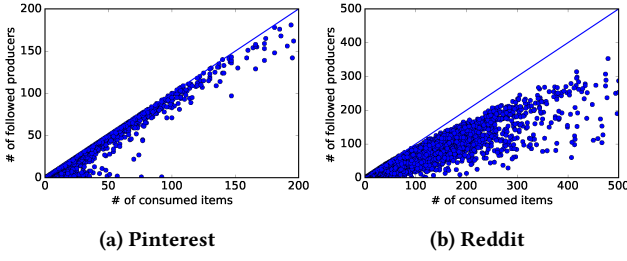 200
150
100
50
0
0 50 100 150 200
# of followed producers
# of consumed items
(a) Pinterest
500
400
300
200
100
0
0 100 200 300 400 500
# of followed producers
# of consumed items
(b) Reddit